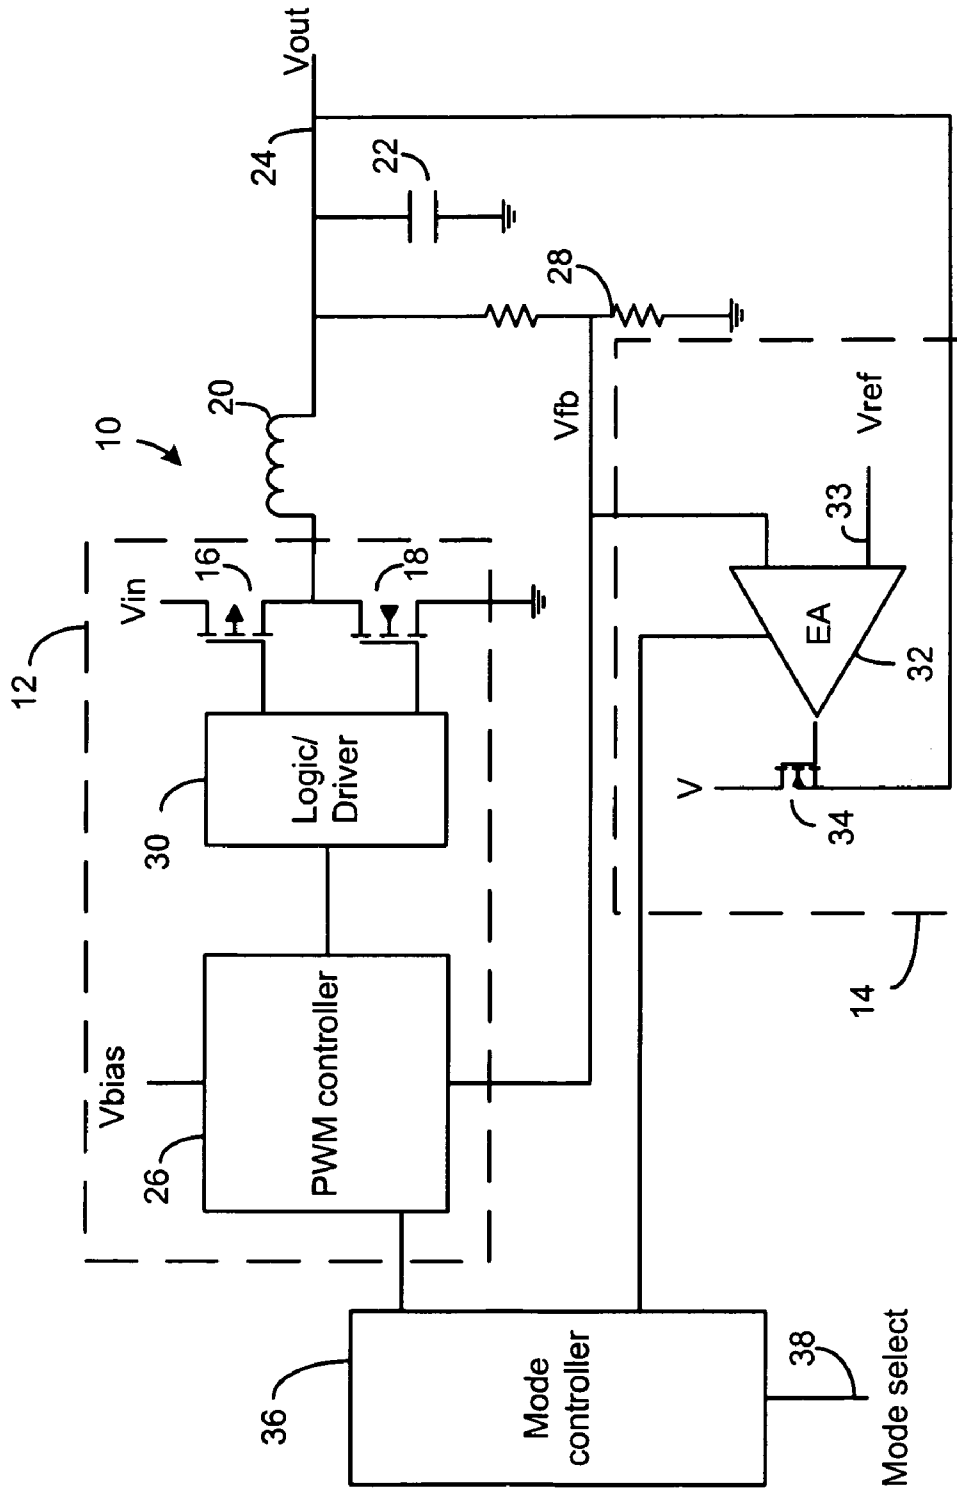 10
12
Vin
16
18
20
24
Vout
22
28
Vfb
Vbias
26
PWM controller
30
Logic/
Driver
36
Mode
controller
38
Mode select
14
V
34
EA
32
33
Vref